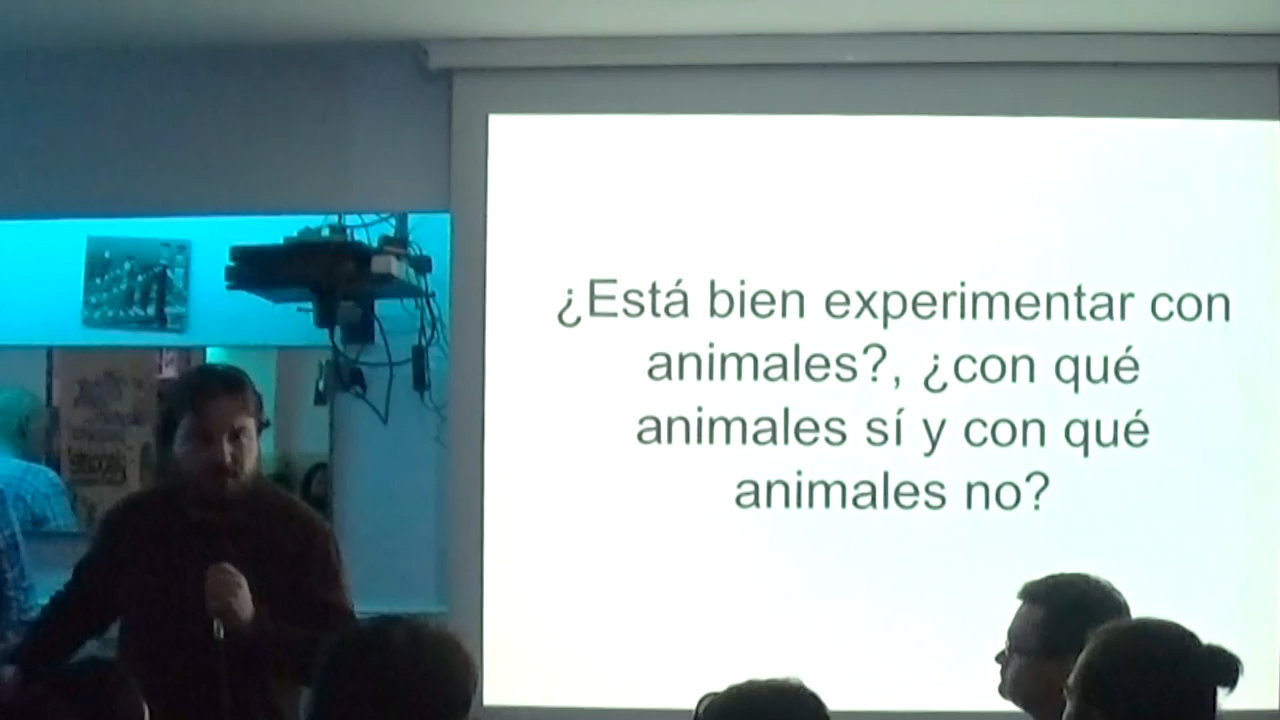 ¿Está bien experimentar con
animales?, ¿con qué
animales sí y con qué
animales no?